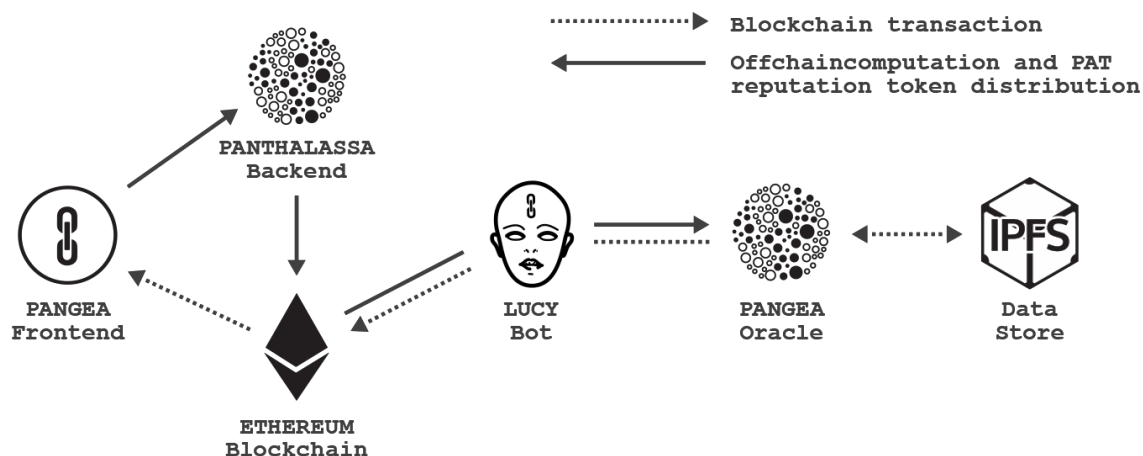 Blockchain transaction
Offchaincomputation and PAT
reputation token distribution
PANTHALASSA
Backend
IPFS
PANGEA
Frontend
LUCY
Bot
PANGEA
Oracle
Data
Store
ETHEREUM
Blockchain